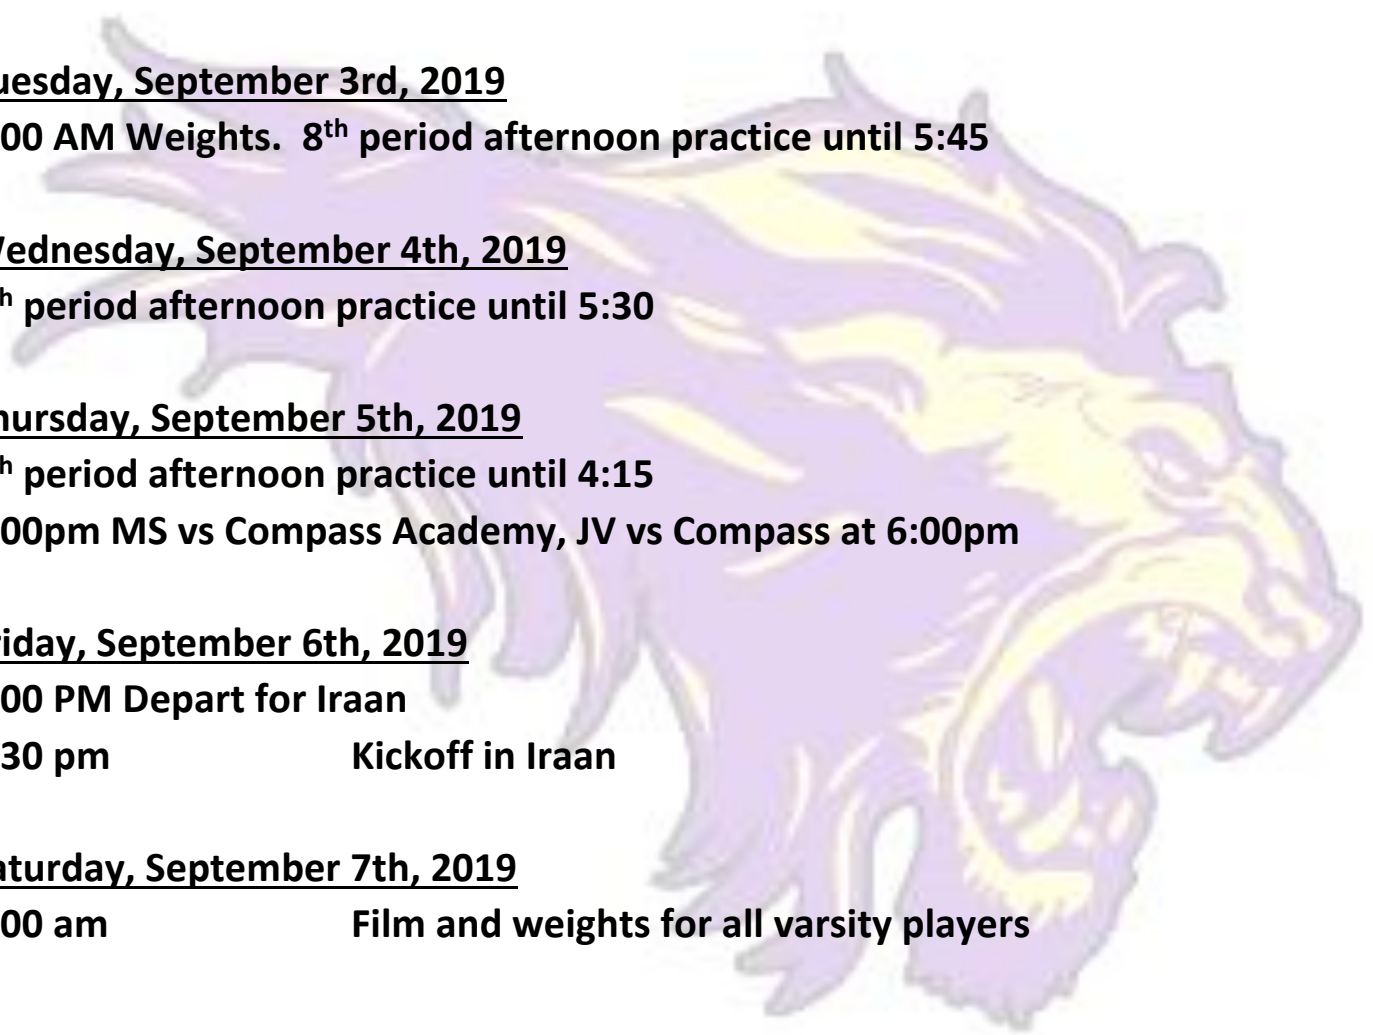 uesday, September 3rd, 2019
00 AM Weights.  8th period afternoon practice until 5:45
ednesday, September 4th, 2019
h period afternoon practice until 5:30
hursday, September 5th, 2019
h period afternoon practice until 4:15
00pm MS vs Compass Academy, JV vs Compass at 6:00pm
riday, September 6th, 2019
00 PM Depart for Iraan
30 pm Kickoff in Iraan
aturday, September 7th, 2019
00 am Film and weights for all varsity players